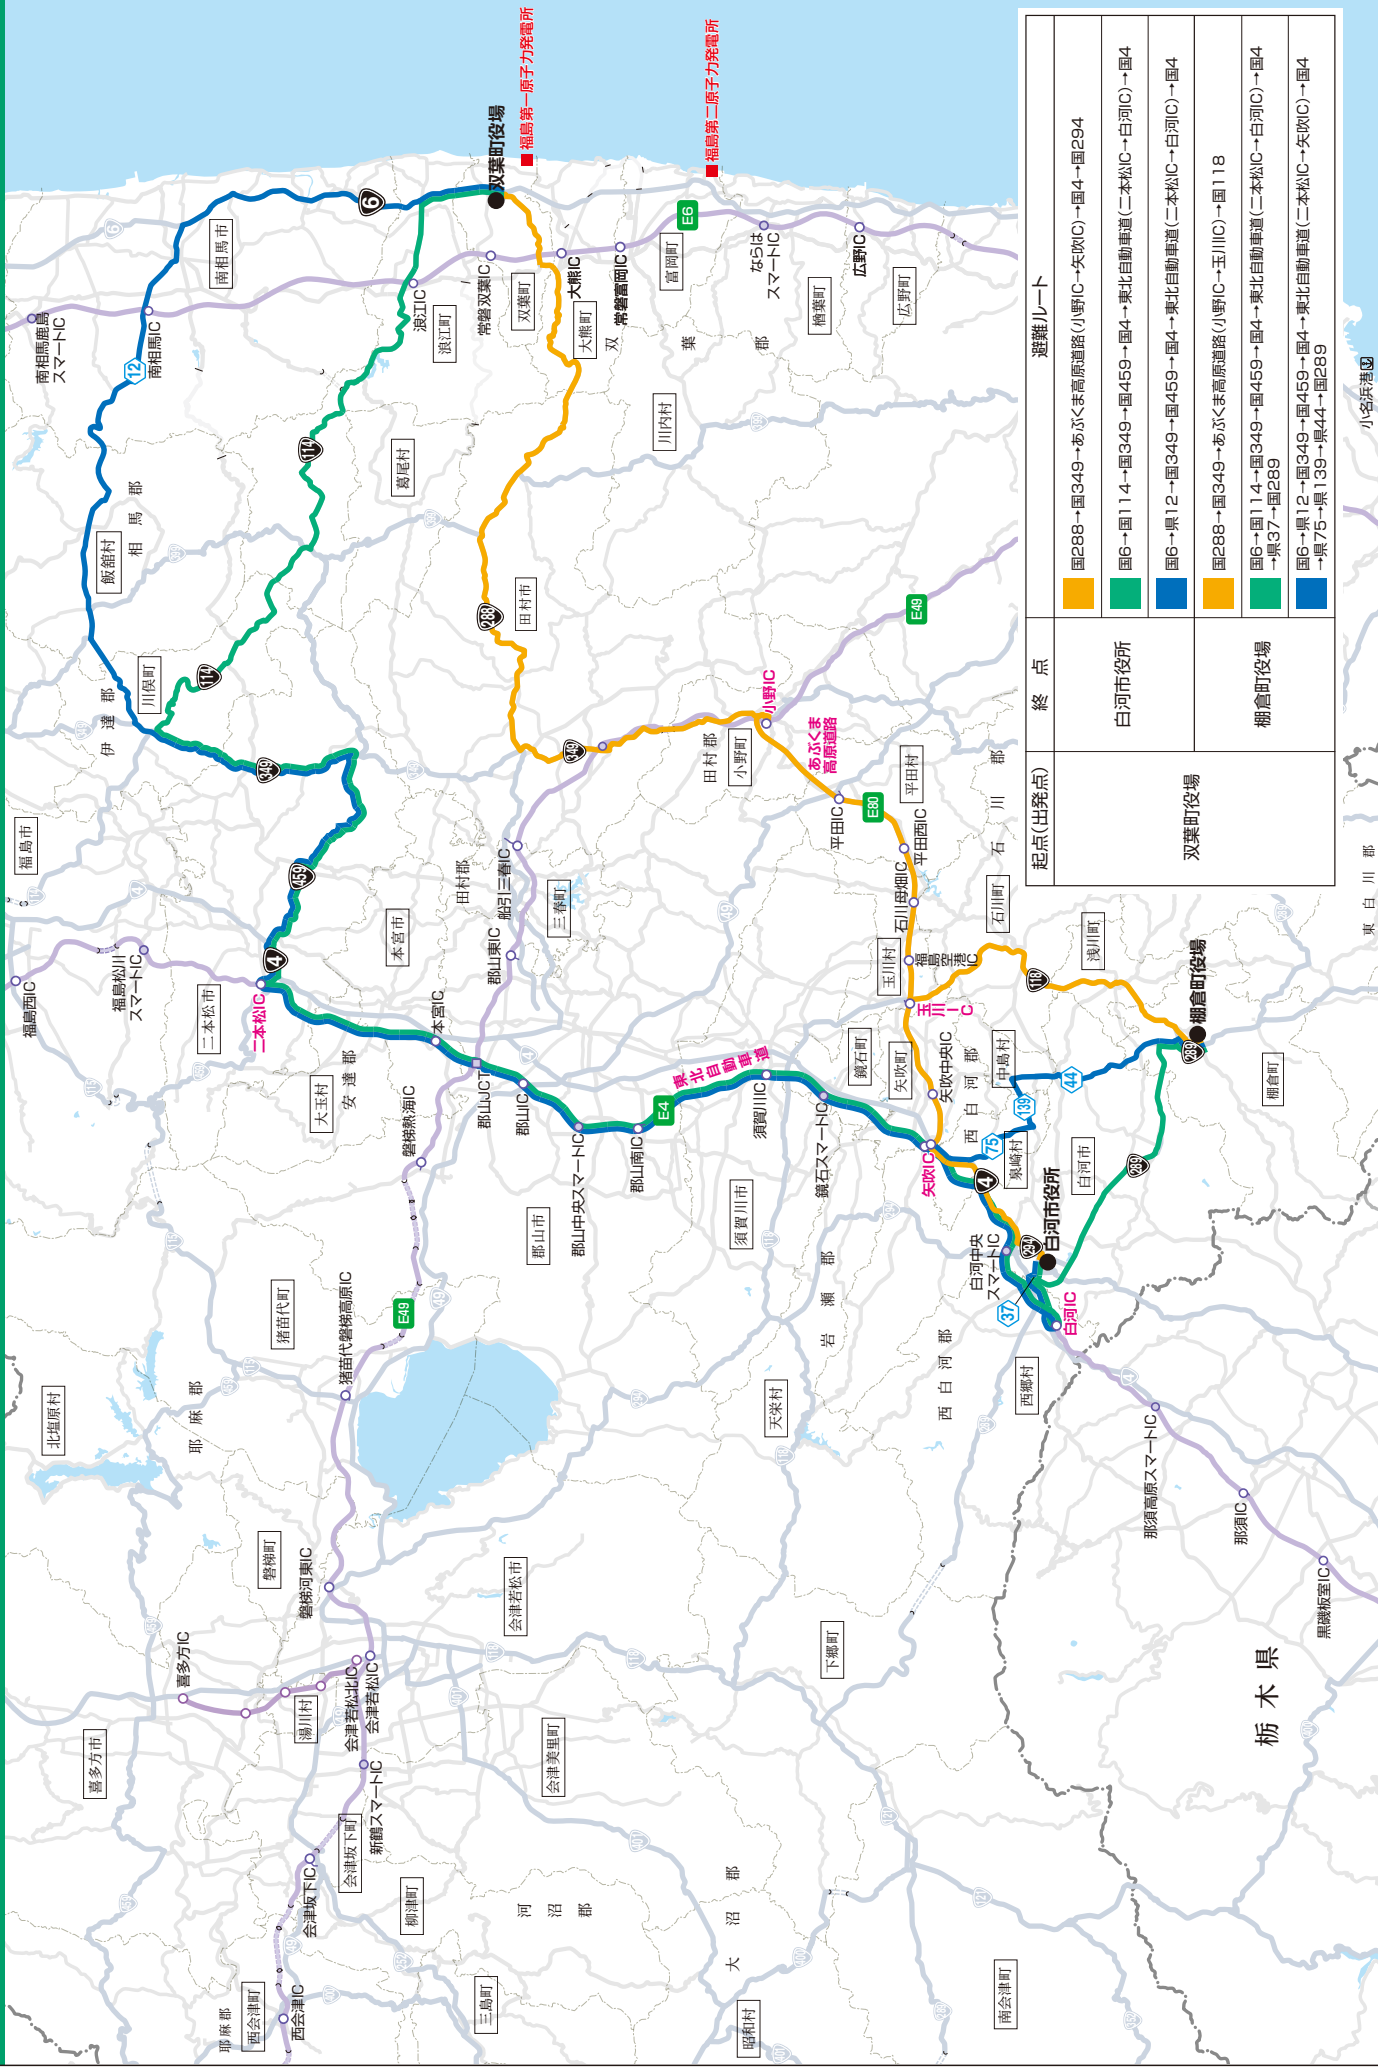 起点(出発点)
終　点
避難ルート
双葉町役場
白河市役所
国288→国349→あぶくま高原道路(小野IC→矢吹IC)→国4→国294
国6→国114→国349→国459→国4→東北自動車道(二本松IC→白河IC)→国4
国6→県12→国349→国459→国4→東北自動車道(二本松IC→白河IC)→国4
棚倉町役場
国288→国349→あぶくま高原道路(小野IC→玉川IC)→国118
国6→国114→国349→国459→国4→東北自動車道(二本松IC→白河IC)→国4
→県37→国289
国6→県12→国349→国459→国4→東北自動車道(二本松IC→矢吹IC)→国4
→県75→県139→県44→国289
福島第一原子力発電所
福島第二原子力発電所
双葉町役場
南相馬鹿島
スマートIC
南相馬IC
南相馬市
浪江IC
浪江町
常磐双葉IC
双葉町
大熊IC
大熊町
常磐富岡IC
富岡町
双　葉　郡
ならは
スマートIC
楢葉町
広野IC
広野町
川内村
葛尾村
飯舘村
相　馬　郡
川俣町
伊　達　郡
田村市
田村郡
小野町
小野IC
あぶくま
高原道路
平田IC
平田村
平田西IC
石川母畑IC
石　川　郡
石川町
玉川村
福島空港IC
玉川IC
浅川町
棚倉町役場
棚倉町
東　白　川　郡
小名浜港
福島市
福島西IC
福島松川
スマートIC
二本松市
二本松IC
本宮市
本宮IC
大玉村
安　達　郡
田村郡
船引三春IC
三春町
郡山東IC
郡山JCT
郡山IC
郡山中央スマートIC
郡山南IC
郡山市
磐梯熱海IC
東北自動車道
須賀川IC
須賀川市
鏡石スマートIC
鏡石町
矢吹町
矢吹中央IC
矢吹IC
西　白　河　郡
中島村
泉崎村
白河市
白河市役所
白河中央
スマートIC
白河IC
西郷村
西　白　河　郡
岩　瀬　郡
天栄村
猪苗代町
猪苗代磐梯高原IC
北塩原村
耶　麻　郡
磐梯町
磐梯河東IC
会津若松市
喜多方IC
喜多方市
湯川村
会津若松北IC
会津若松IC
新鶴スマートIC
会津美里町
会津坂下町
会津坂下IC
柳津町
河　沼　郡
三島町
西会津町
西会津IC
耶麻郡
大　沼　郡
昭和村
下郷町
南会津町
那須高原スマートIC
那須IC
黒磯板室IC
栃木県
6
12
114
114
349
459
4
288
349
E6
E49
E80
E4
E49
118
289
44
139
75
4
294
37
289